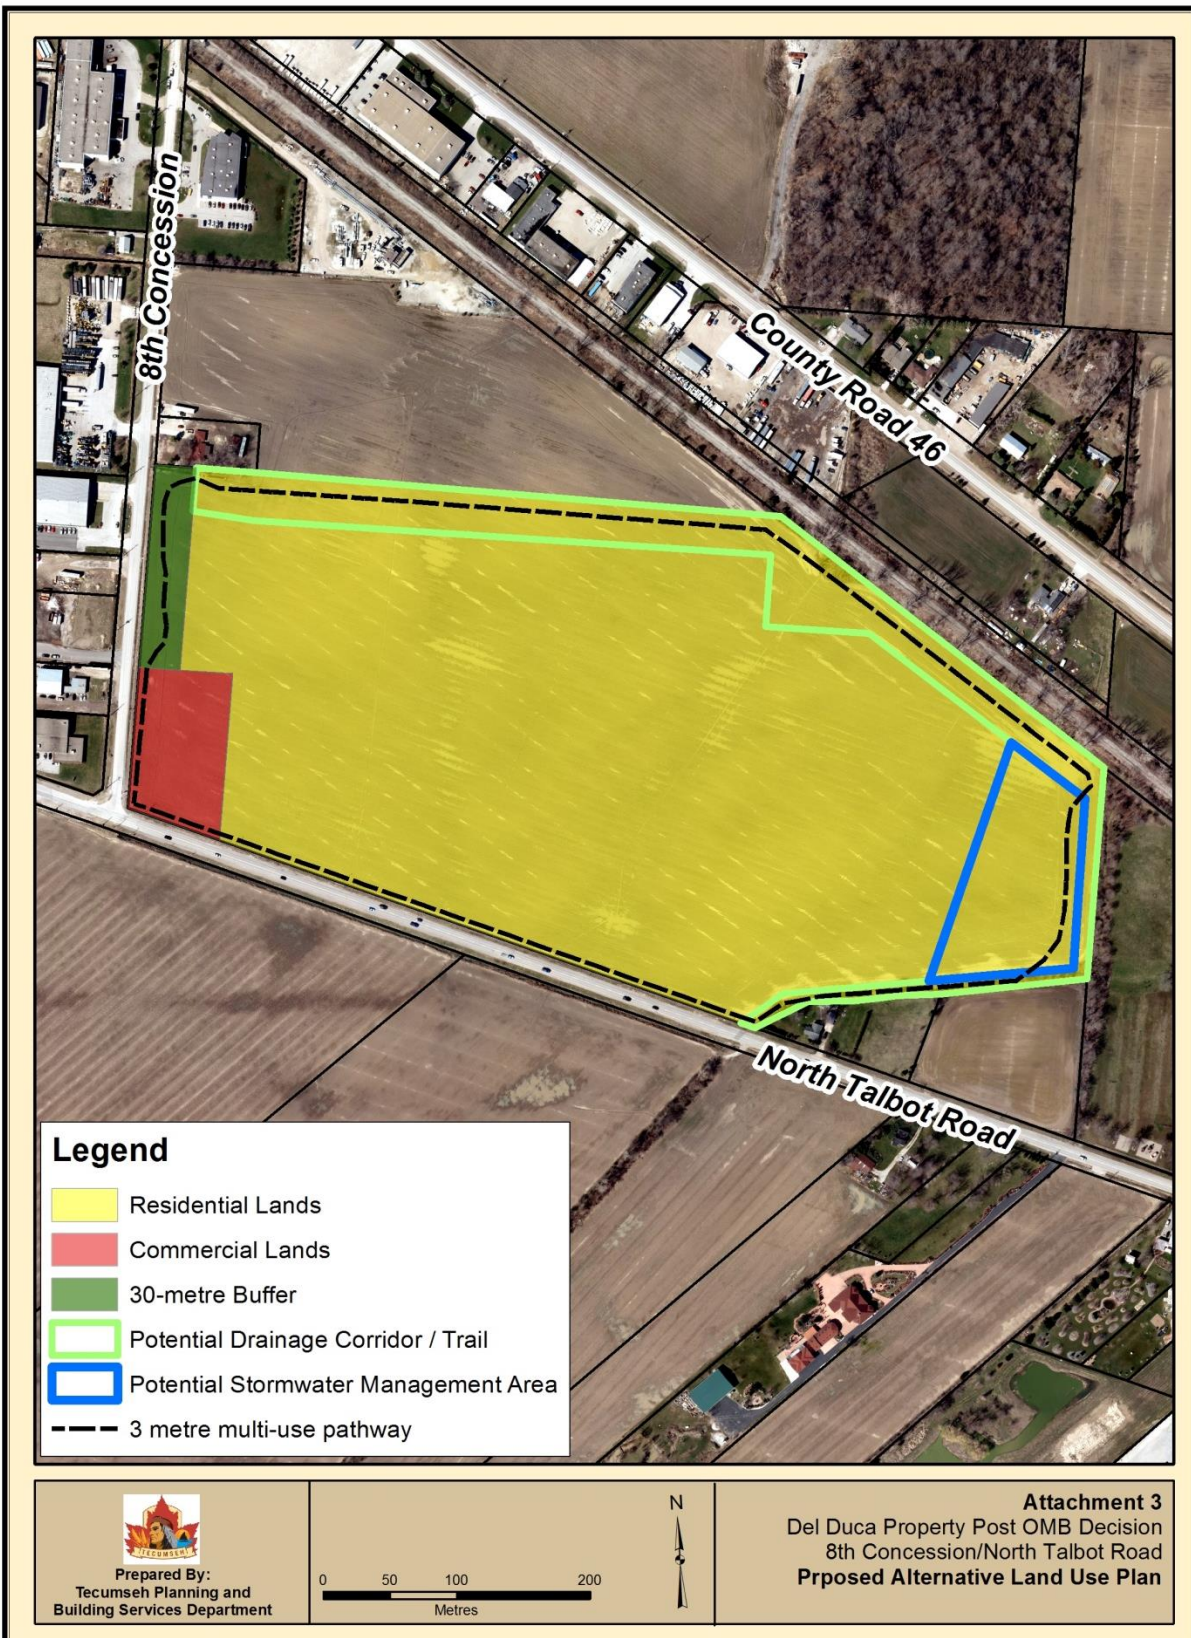 8th Concession
County Road 46
North Talbot Road
Legend
Residential Lands
Commercial Lands
30-metre Buffer
Potential Drainage Corridor / Trail
Potential Stormwater Management Area
3 metre multi-use pathway
TECUMSEH
Prepared By:
Tecumseh Planning and
Building Services Department
0 50 100 200
Metres
N
Attachment 3
Del Duca Property Post OMB Decision
8th Concession/North Talbot Road
Prposed Alternative Land Use Plan